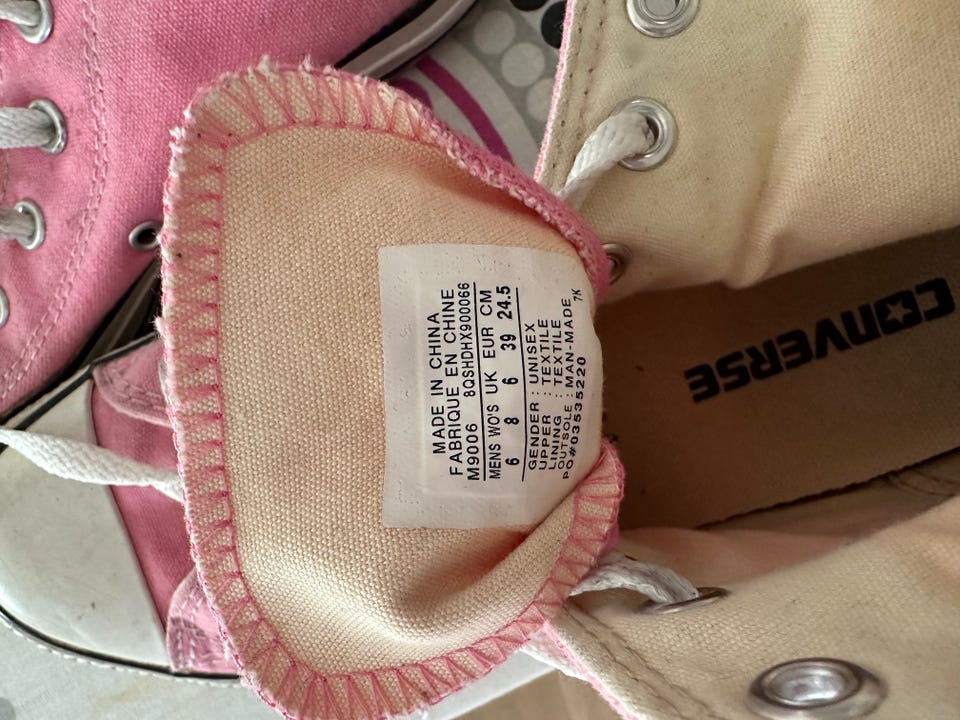 MADE IN CHINA
FABRIQUE EN CHINE
M9006 8QSHDHX900066
MENS WO'S UK EUR CM
6 8 6 39 24.5
GENDER : UNISEX
UPPER : TEXTILE
LINING : TEXTILE
OUTSOLE : MAN-MADE
PO#03535220 7K
CONVERSE